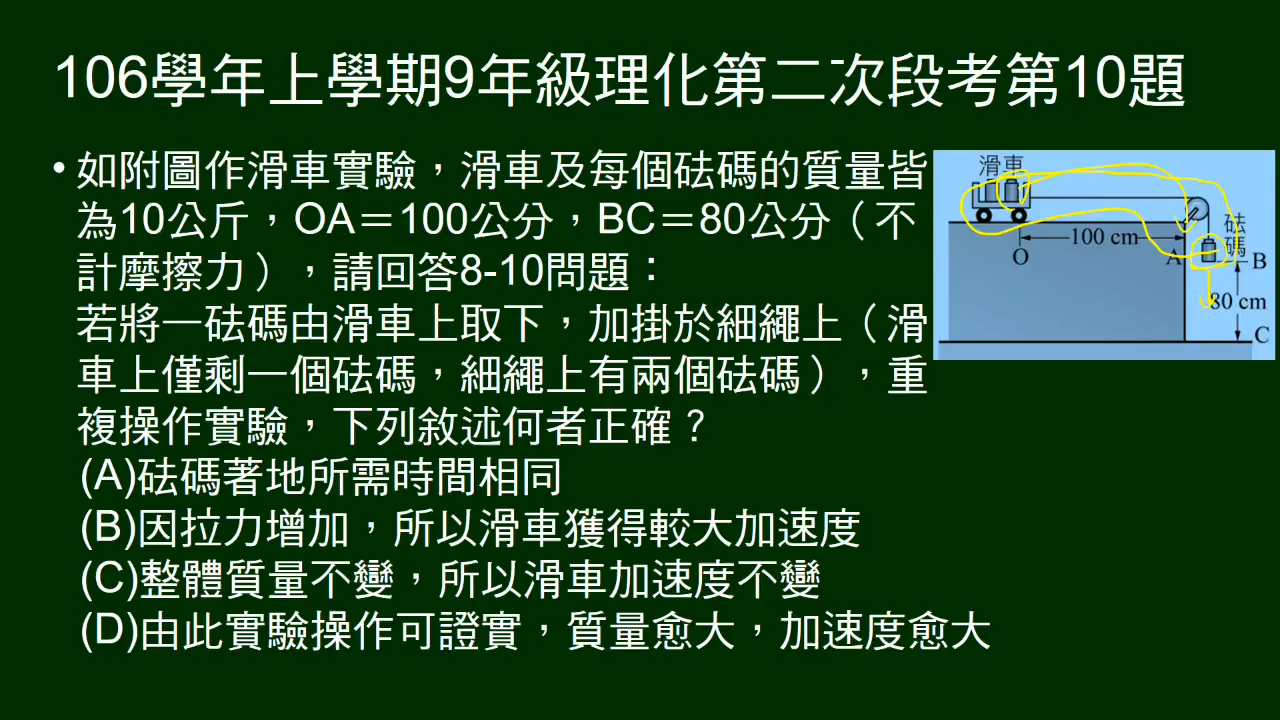 106學年上學期9年級理化第二次段考第10題
• 如附圖作滑車實驗，滑車及每個砝碼的質量皆
為10公斤，OA＝100公分，BC＝80公分（不
計摩擦力），請回答8-10問題：
若將一砝碼由滑車上取下，加掛於細繩上（滑
車上僅剩一個砝碼，細繩上有兩個砝碼），重
複操作實驗，下列敘述何者正確？
(A)砝碼著地所需時間相同
(B)因拉力增加，所以滑車獲得較大加速度
(C)整體質量不變，所以滑車加速度不變
(D)由此實驗操作可證實，質量愈大，加速度愈大
滑車
砝
碼
100 cm
O
A
B
80 cm
C